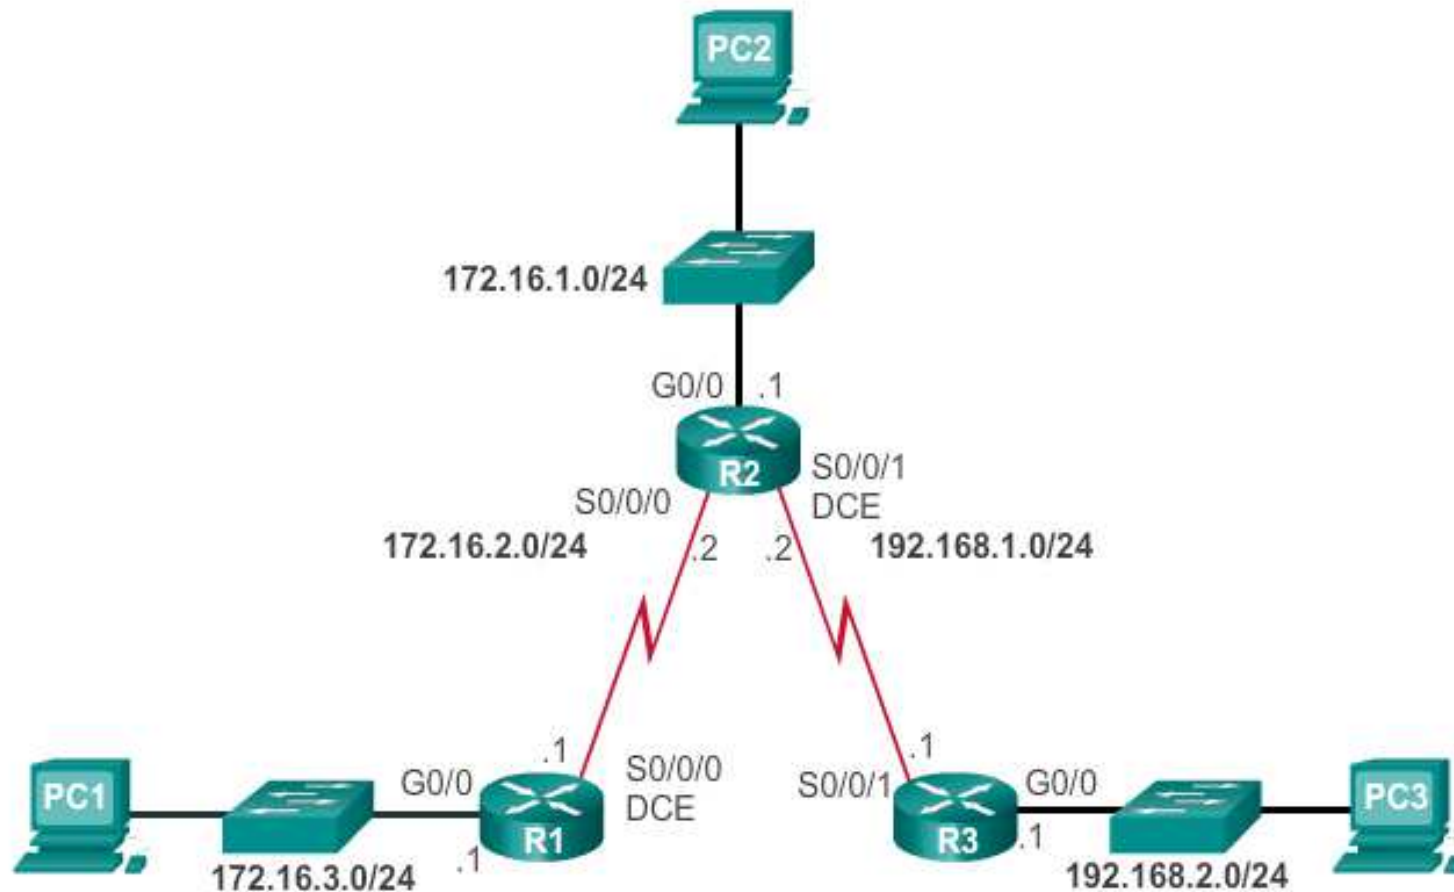 PC2
172.16.1.0/24
G0/0 .1
R2
S0/0/1
DCE
S0/0/0
172.16.2.0/24
.2
.2
192.168.1.0/24
PC1
G0/0
.1
.1
S0/0/0
DCE
R1
172.16.3.0/24
S0/0/1
.1
G0/0
.1
R3
192.168.2.0/24
PC3